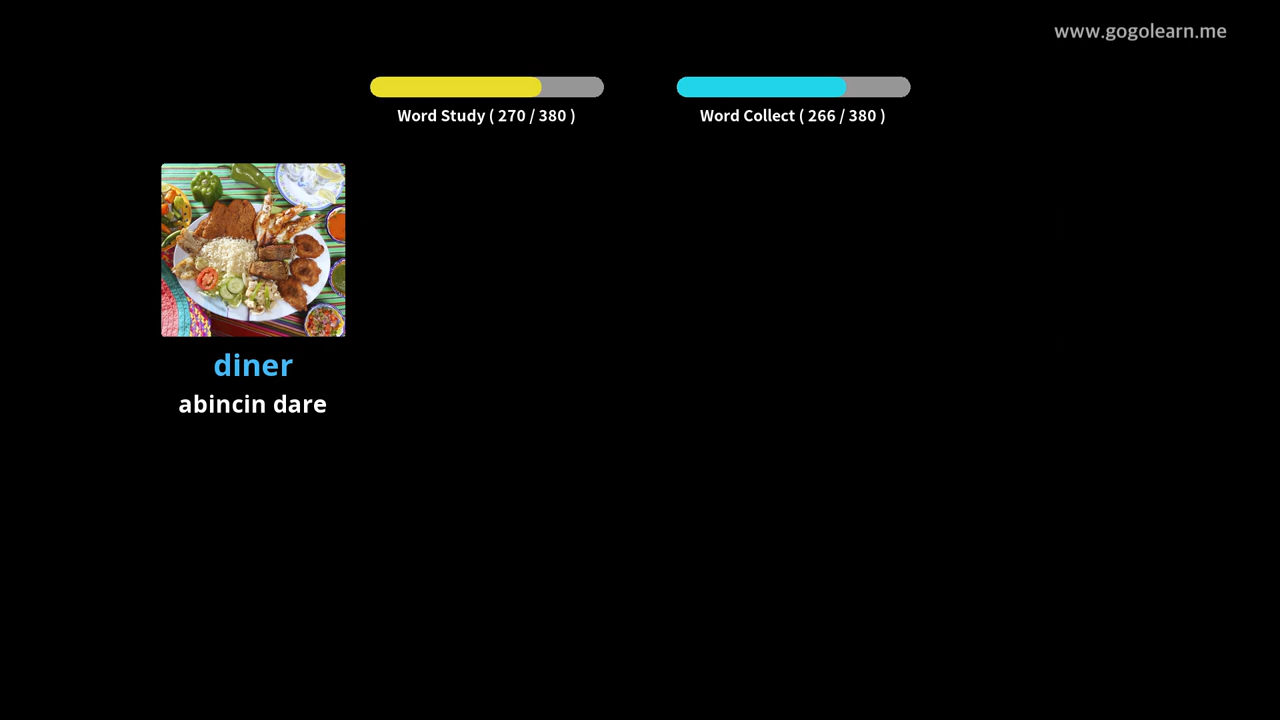 www.gogolearn.me
Word Study ( 270 / 380 )
Word Collect ( 266 / 380 )
diner
abincin dare